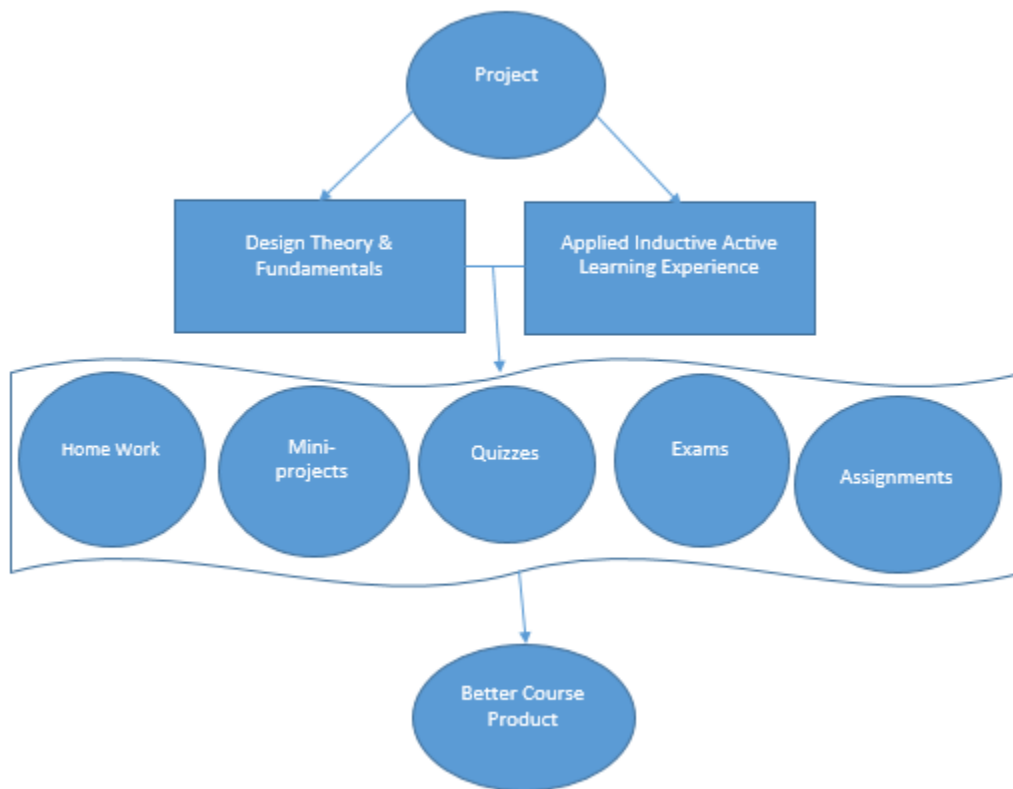 Project
Design Theory &
Fundamentals
Applied Inductive Active
Learning Experience
Home Work
Mini-
projects
Quizzes
Exams
Assignments
Better Course
Product